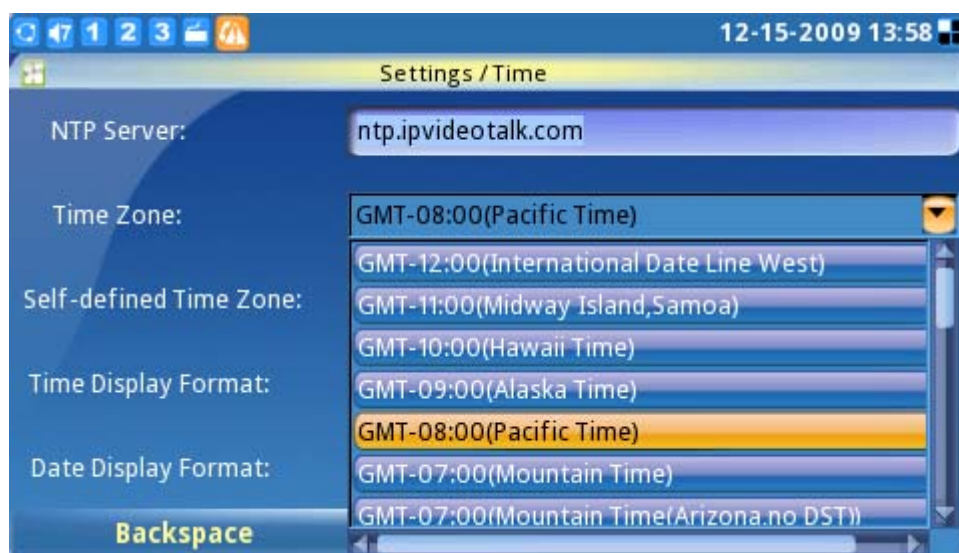 7 1 2 3 12-15-2009 13:58
Settings / Time
NTP Server: ntp.ipvideotalk.com
Time Zone: GMT-08:00(Pacific Time)
GMT-12:00(International Date Line West)
Self-defined Time Zone: GMT-11:00(Midway Island,Samoa)
GMT-10:00(Hawaii Time)
Time Display Format: GMT-09:00(Alaska Time)
GMT-08:00(Pacific Time)
Date Display Format: GMT-07:00(Mountain Time)
GMT-07:00(Mountain Time(Arizona.no DST))
Backspace